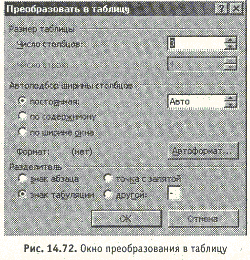 Преобразовать в таблицу
Размер таблицы
Число столбцов:
Число строк:
Автоподбор ширины столбцов
постоянная: Авто
по содержимому
по ширине окна
Формат: (нет) Автоформат...
Разделитель
знак абзаца точка с запятой
знак табуляции другой: -
ОК Отмена
Рис. 14.72. Окно преобразования в таблицу